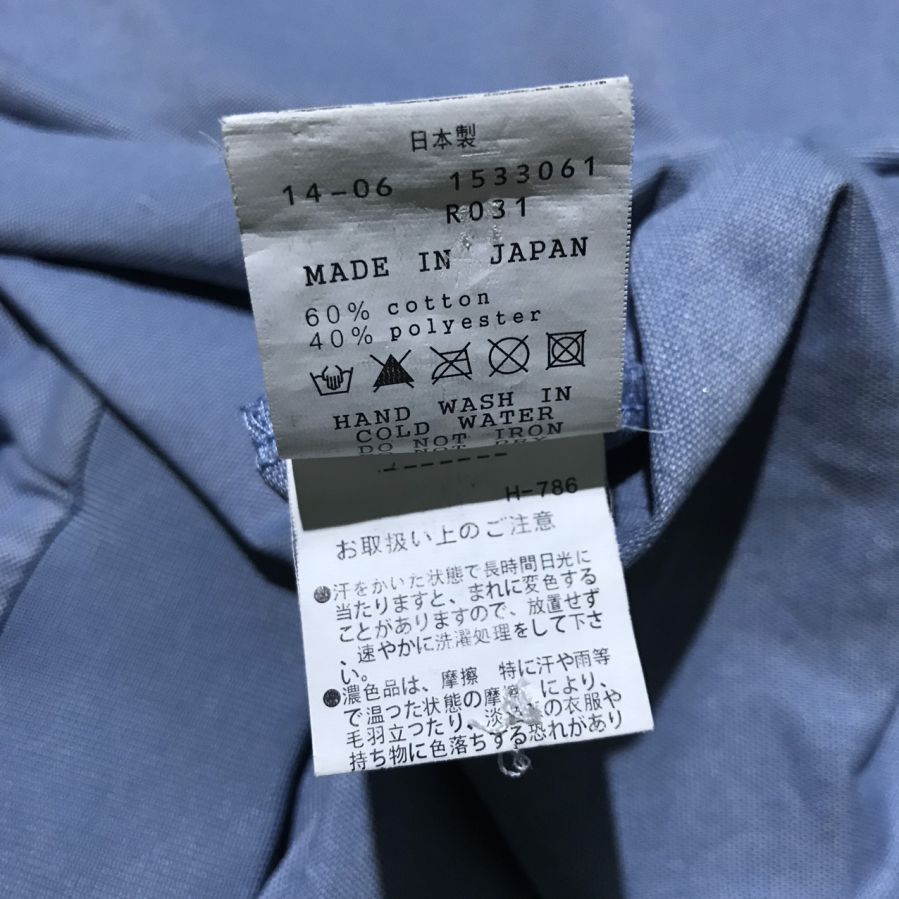 日本製
14-06 1533061
R031
MADE IN JAPAN
60% cotton
40% polyester
HAND WASH IN
COLD WATER
DO NOT IRON
H-786
お取扱い上のご注意
●汗をかいた状態で長時間日光に
当たりますと、まれに変色する
ことがありますので、放置せず
、速やかに洗濯処理をして下さ
い。
●濃色品は、摩擦 特に汗や雨等
で温った状態の摩擦により、
毛羽立つたり、淡色の衣服や
持ち物に色落ちする恐れがあり